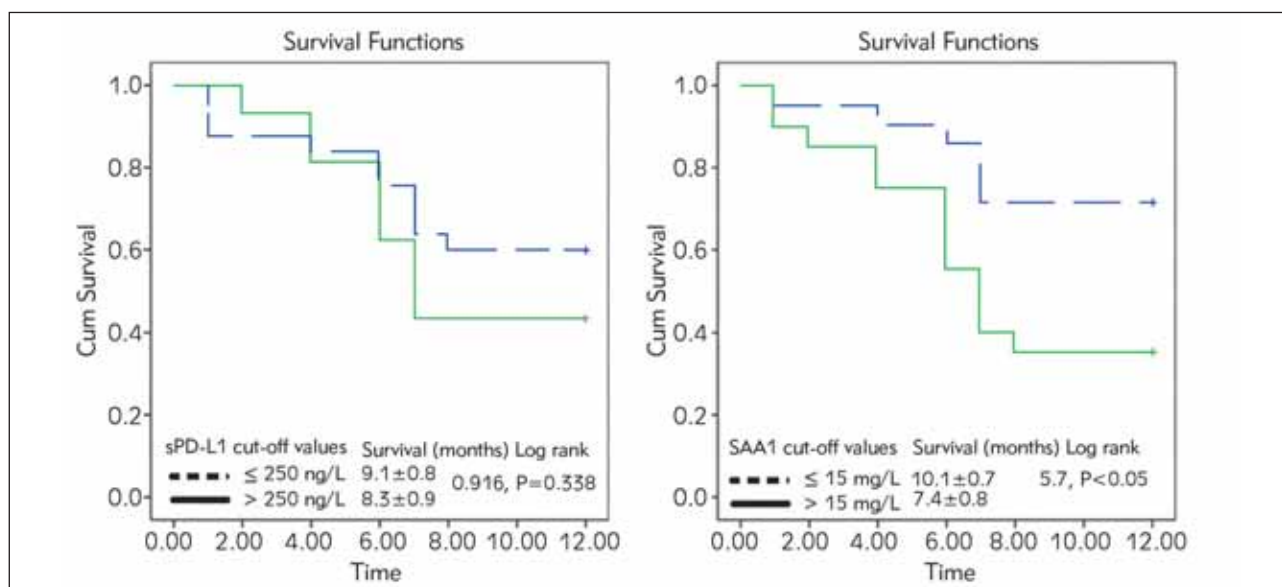 Survival Functions
Cum Survival
1.0
0.8
0.6
0.4
0.2
0.0
sPD-L1 cut-off values Survival (months) Log rank
≤ 250 ng/L 9.1±0.8
0.916, P=0.338
> 250 ng/L 8.3±0.9
0.00 2.00 4.00 6.00 8.00 10.00 12.00
Time
Survival Functions
Cum Survival
1.0
0.8
0.6
0.4
0.2
0.0
SAA1 cut-off values Survival (months) Log rank
≤ 15 mg/L 10.1±0.7 5.7, P<0.05
> 15 mg/L 7.4±0.8
0.00 2.00 4.00 6.00 8.00 10.00 12.00
Time